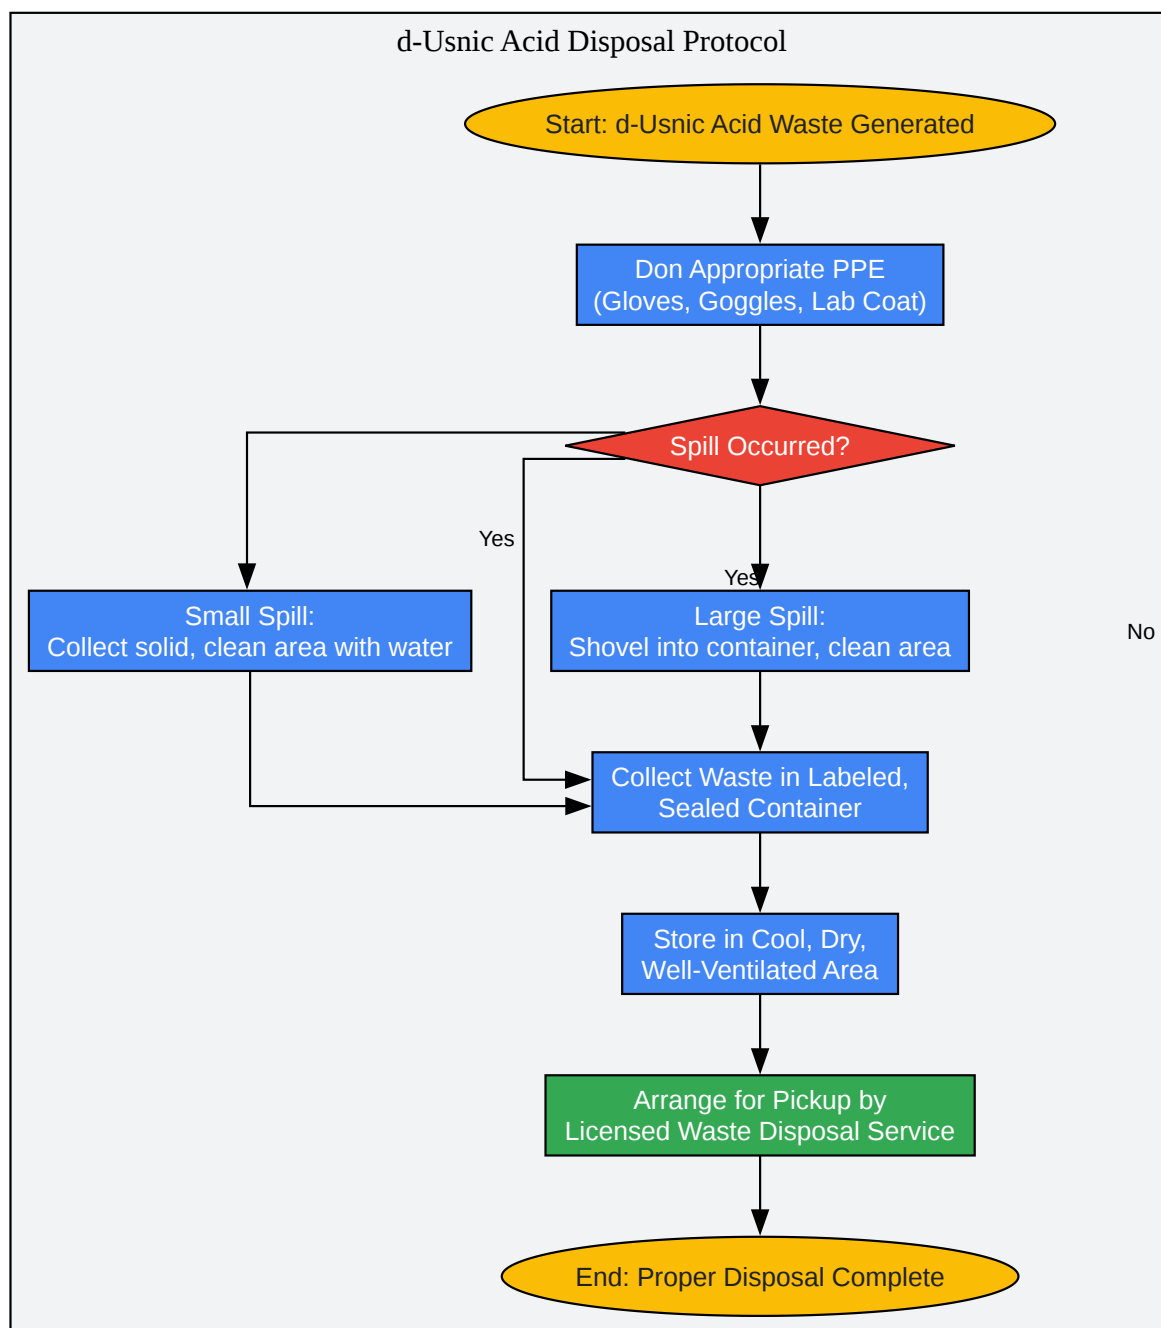 d-Usnic Acid Disposal Protocol
Start: d-Usnic Acid Waste Generated
Don Appropriate PPE
(Gloves, Goggles, Lab Coat)
Spill Occurred?
Yes
Yes
No
Small Spill:
Collect solid, clean area with water
Large Spill:
Shovel into container, clean area
Collect Waste in Labeled,
Sealed Container
Store in Cool, Dry,
Well-Ventilated Area
Arrange for Pickup by
Licensed Waste Disposal Service
End: Proper Disposal Complete